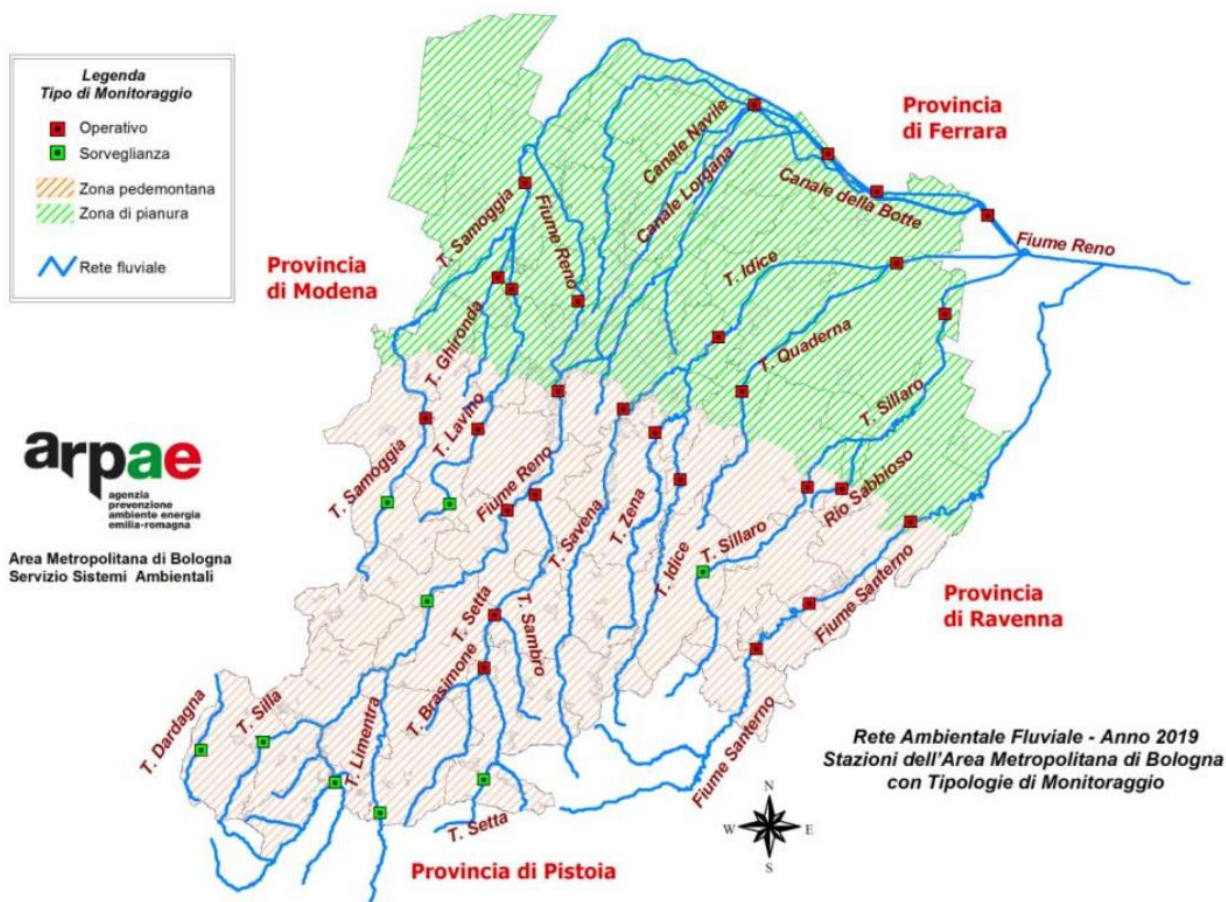 Legenda
Tipo di Monitoraggio
Operativo
Sorveglianza
Zona pedemontana
Zona di pianura
Rete fluviale
Provincia
di Ferrara
Provincia
di Modena
Canale Navile
Canale Lorgana
Canale della Botte
Fiume Reno
T. Samoggia
Fiume Reno
T. Idice
T. Ghironda
T. Quaderna
T. Lavino
T. Sillaro
arpae
agenzia
prevenzione
ambiente energia
emilia-romagna
Area Metropolitana di Bologna
Servizio Sistemi Ambientali
T. Samoggia
Fiume Reno
T. Savena
T. Zena
T. Idice
T. Sillaro
Rio Sabbioso
Fiume Santerno
Provincia
di Ravenna
T. Setta
T. Sambro
T. Brasimone
T. Dardagna
T. Silla
T. Limentra
Fiume Santerno
T. Setta
Provincia di Pistoia
Rete Ambientale Fluviale - Anno 2019
Stazioni dell'Area Metropolitana di Bologna
con Tipologie di Monitoraggio
N
W
E
S